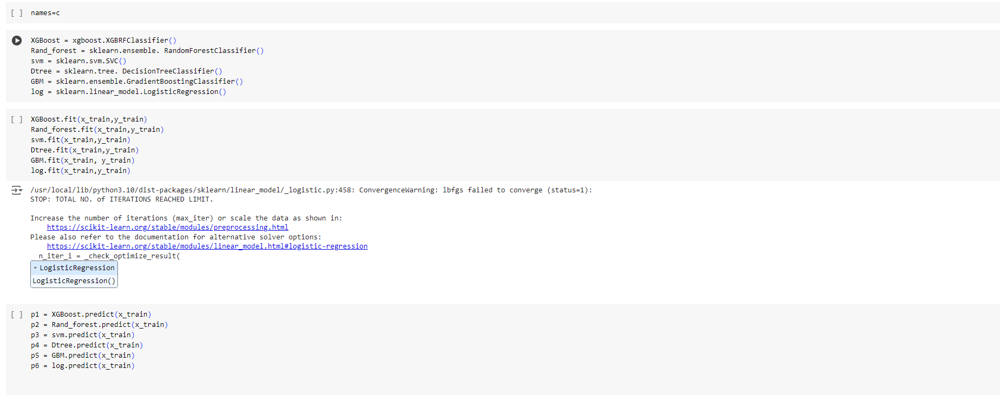 [ ] names=c
XGBoost = xgboost.XGBRFClassifier()
Rand_forest = sklearn.ensemble. RandomForestClassifier()
svm = sklearn.svm.SVC()
Dtree = sklearn.tree. DecisionTreeClassifier()
GBM = sklearn.ensemble.GradientBoostingClassifier()
log = sklearn.linear_model.LogisticRegression()
[ ] XGBoost.fit(x_train,y_train)
Rand_forest.fit(x_train,y_train)
svm.fit(x_train,y_train)
Dtree.fit(x_train,y_train)
GBM.fit(x_train, y_train)
log.fit(x_train,y_train)
/usr/local/lib/python3.10/dist-packages/sklearn/linear_model/_logistic.py:458: ConvergenceWarning: lbfgs failed to converge (status=1):
STOP: TOTAL NO. of ITERATIONS REACHED LIMIT.
Increase the number of iterations (max_iter) or scale the data as shown in:
https://scikit-learn.org/stable/modules/preprocessing.html
Please also refer to the documentation for alternative solver options:
https://scikit-learn.org/stable/modules/linear_model.html#logistic-regression
n_iter_i = _check_optimize_result(
LogisticRegression
LogisticRegression()
[ ] p1 = XGBoost.predict(x_train)
p2 = Rand_forest.predict(x_train)
p3 = svm.predict(x_train)
p4 = Dtree.predict(x_train)
p5 = GBM.predict(x_train)
p6 = log.predict(x_train)